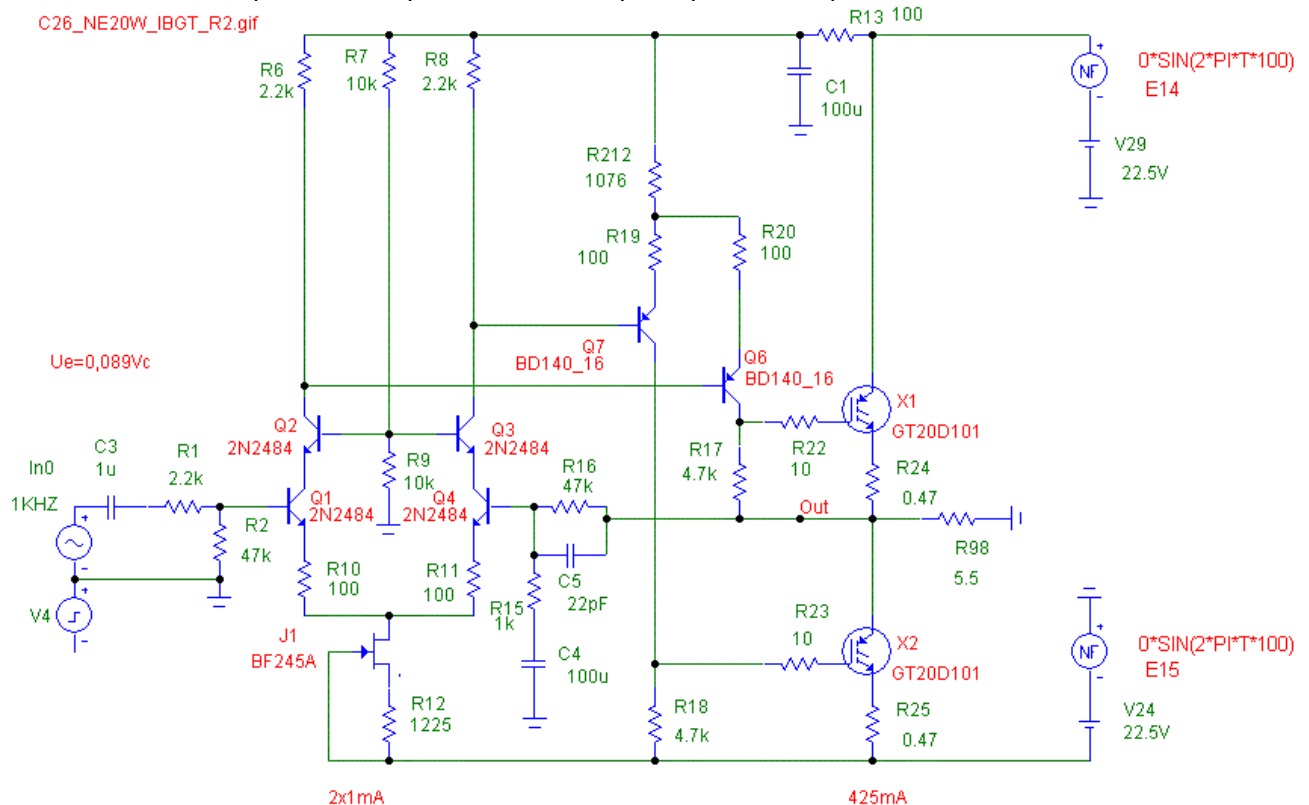 C26_NE20W_IBGT_R2.gif
R13 100
R6
2.2k
R7
10k
R8
2.2k
C1
100u
NF
0*SIN(2*PI*T*100)
E14
V29
22.5V
R212
1076
R19
100
R20
100
Ue=0,089Vc
Q7
BD140_16
Q6
BD140_16
X1
GT20D101
Q2
2N2484
Q3
2N2484
C3
1u
R1
2.2k
In0
1KHZ
R9
10k
R16
47k
R17
4.7k
R22
10
R24
0.47
Q1
2N2484
Q4
2N2484
Out
R2
47k
R98
5.5
R10
100
R11
100
C5
22pF
R15
1k
V4
J1
BF245A
C4
100u
R23
10
X2
GT20D101
NF
0*SIN(2*PI*T*100)
E15
R12
1225
R18
4.7k
R25
0.47
V24
22.5V
2x1mA
425mA